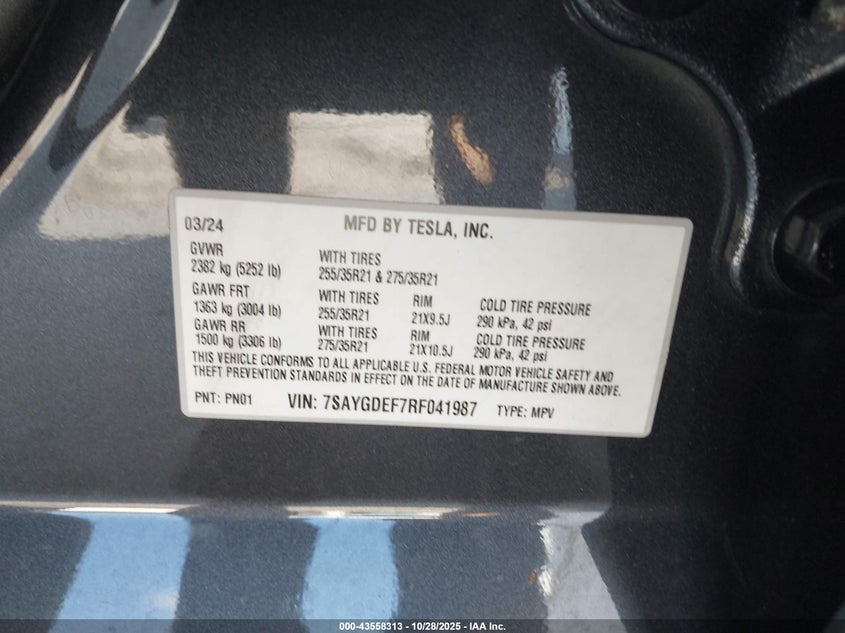 03/24 MFD BY TESLA, INC.
GVWR WITH TIRES
2382 kg (5252 lb) 255/35R21 & 275/35R21
GAWR FRT WITH TIRES RIM COLD TIRE PRESSURE
1363 kg (3004 lb) 255/35R21 21X9.5J 290 kPa, 42 psi
GAWR RR WITH TIRES RIM COLD TIRE PRESSURE
1500 kg (3306 lb) 275/35R21 21X10.5J 290 kPa, 42 psi
THIS VEHICLE CONFORMS TO ALL APPLICABLE U.S. FEDERAL MOTOR VEHICLE SAFETY AND
THEFT PREVENTION STANDARDS IN EFFECT ON THE DATE OF MANUFACTURE SHOWN ABOVE.
PNT: PN01 VIN: 7SAYGDEF7RF041987 TYPE: MPV
000-43558313 - 10/28/2025 - IAA Inc.